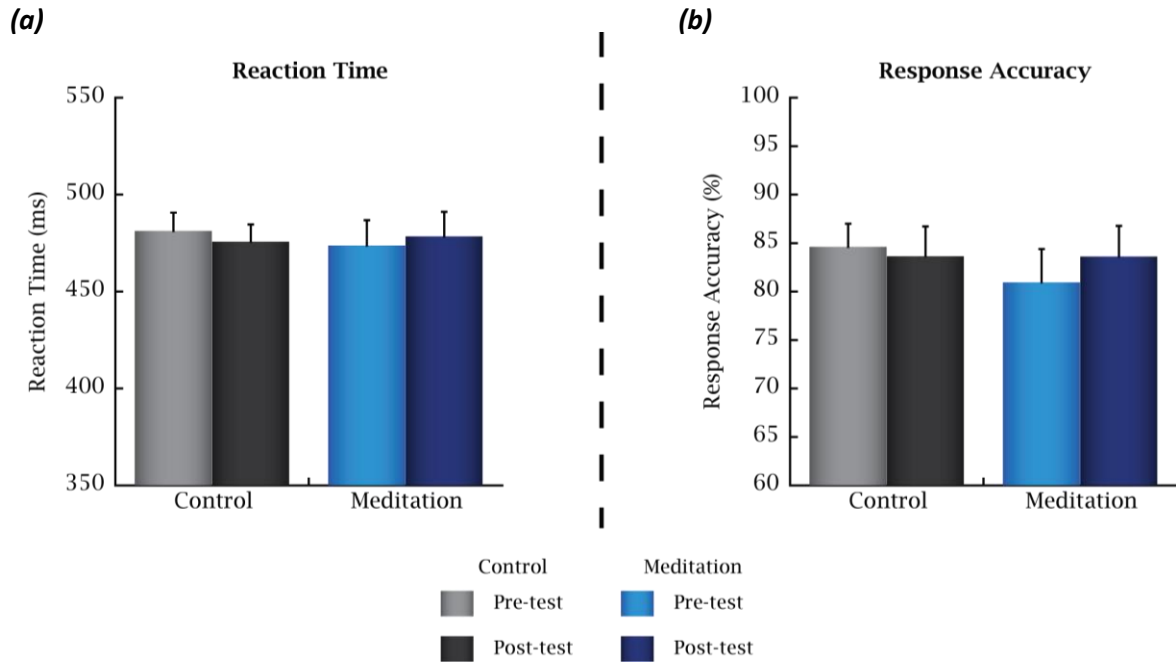 (a)
Reaction Time
Reaction Time (ms)
550
500
450
400
350
Control Meditation
(b)
Response Accuracy
Response Accuracy (%)
100
95
90
85
80
75
70
65
60
Control Meditation
Control Meditation
Pre-test Pre-test
Post-test Post-test